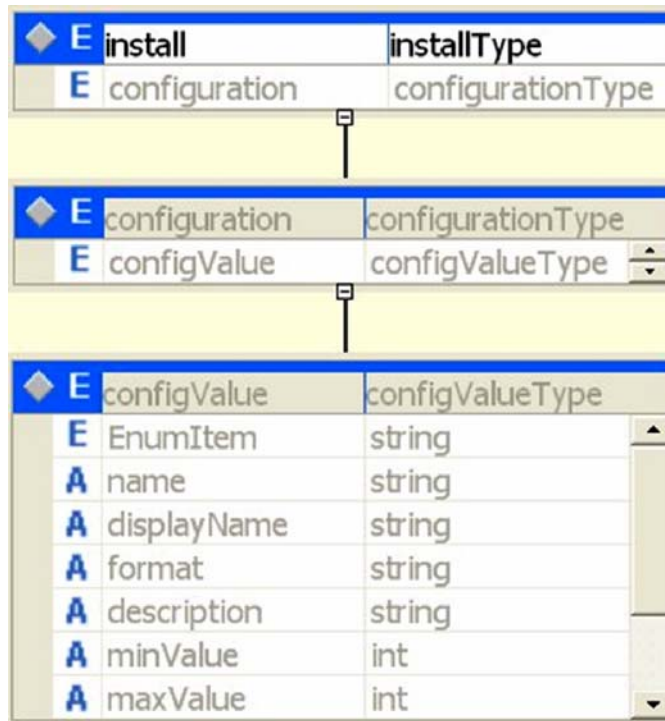 E install installType
E configuration configurationType
E configuration configurationType
E configValue configValueType
E configValue configValueType
E EnumItem string
A name string
A displayName string
A format string
A description string
A minValue int
A maxValue int